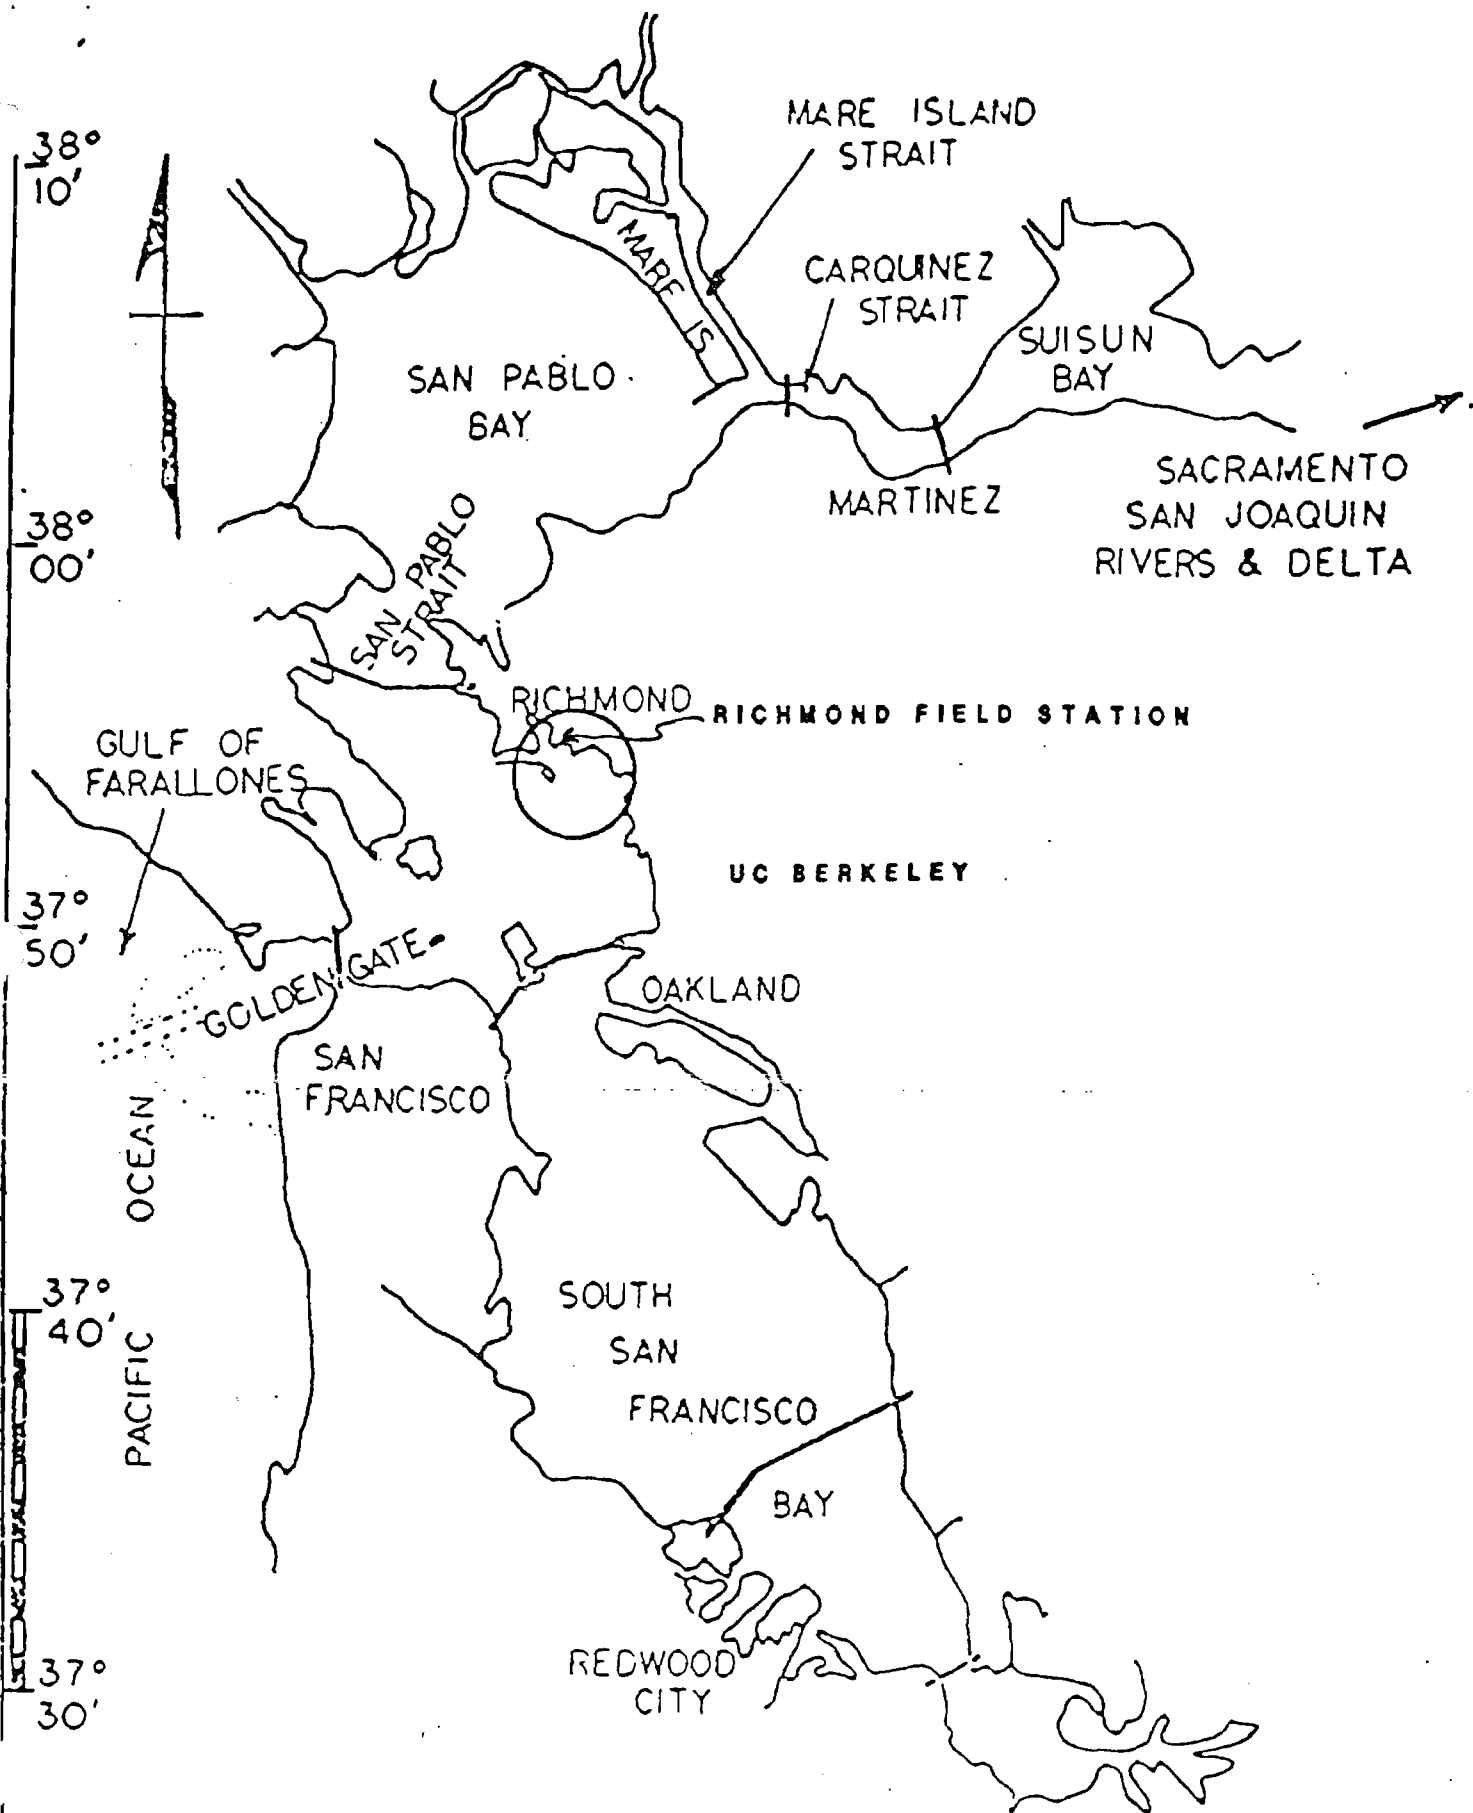 MARE ISLAND
STRAIT
38°
10'
MARE IS
CARQUINEZ
STRAIT
SUISUN
BAY
SAN PABLO
BAY
MARTINEZ
SACRAMENTO
SAN JOAQUIN
RIVERS & DELTA
38°
00'
SAN PABLO
STRAIT
RICHMOND
RICHMOND FIELD STATION
GULF OF
FARALLONES
UC BERKELEY
37°
50'
GOLDEN GATE
OAKLAND
SAN
FRANCISCO
PACIFIC OCEAN
37°
40'
SOUTH
SAN
FRANCISCO
BAY
REDWOOD
CITY
37°
30'